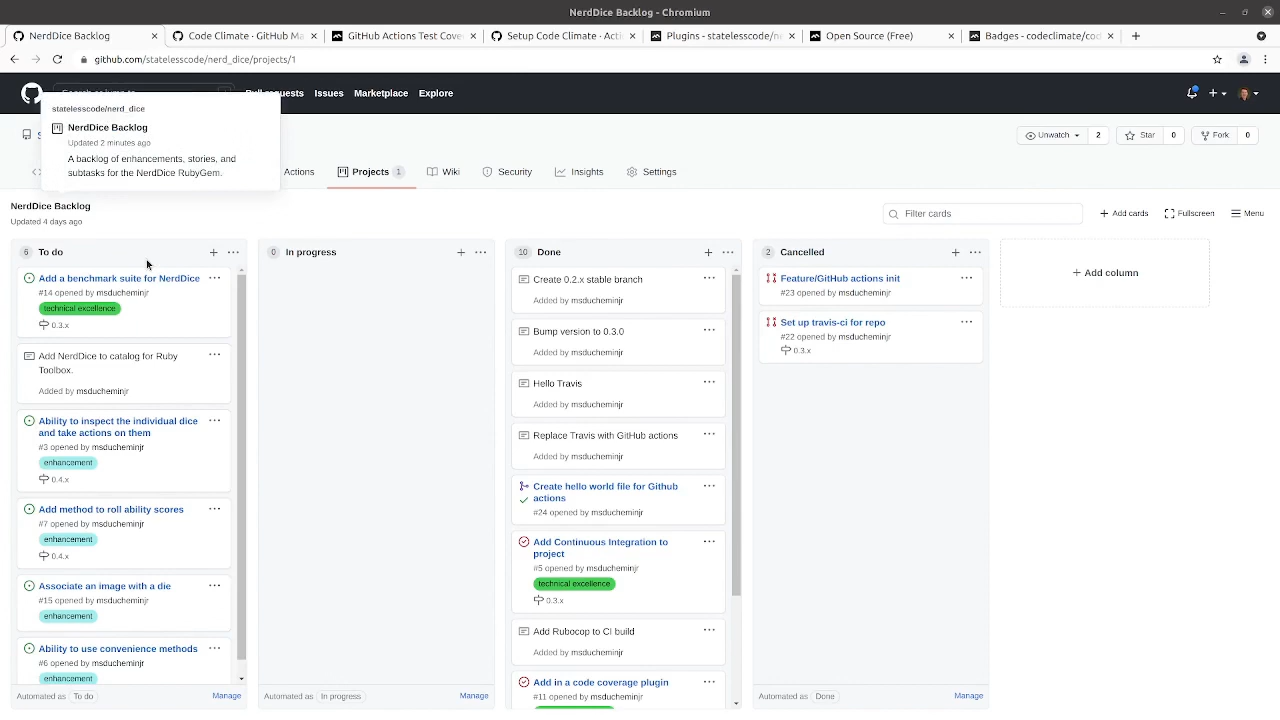 NerdDice Backlog - Chromium
NerdDice Backlog
Code Climate · GitHub Ma
GitHub Actions Test Cove
Setup Code Climate · Acti
Plugins - statelesscode/ne
Open Source (Free)
Badges - codeclimate/cod
github.com/statelesscode/nerd_dice/projects/1
Pull requests Issues Marketplace Explore
statelesscode/nerd_dice
NerdDice Backlog
Updated 2 minutes ago
A backlog of enhancements, stories, and
subtasks for the NerdDice RubyGem.
Unwatch 2
Star 0
Fork 0
Actions
Projects 1
Wiki
Security
Insights
Settings
NerdDice Backlog
Updated 4 days ago
Filter cards
Add cards
Fullscreen
Menu
6 To do
Add a benchmark suite for NerdDice
#14 opened by msducheminjr
technical excellence
0.3.x
Add NerdDice to catalog for Ruby
Toolbox.
Added by msducheminjr
Ability to inspect the individual dice
and take actions on them
#3 opened by msducheminjr
enhancement
0.4.x
Add method to roll ability scores
#7 opened by msducheminjr
enhancement
0.4.x
Associate an image with a die
#15 opened by msducheminjr
enhancement
Ability to use convenience methods
#6 opened by msducheminjr
enhancement
Automated as To do Manage
0 In progress
Automated as In progress Manage
10 Done
Create 0.2.x stable branch
Added by msducheminjr
Bump version to 0.3.0
Added by msducheminjr
Hello Travis
Added by msducheminjr
Replace Travis with GitHub actions
Added by msducheminjr
Create hello world file for Github
actions
#24 opened by msducheminjr
Add Continuous Integration to
project
#5 opened by msducheminjr
technical excellence
0.3.x
Add Rubocop to CI build
Added by msducheminjr
Add in a code coverage plugin
#11 opened by msducheminjr
2 Cancelled
Feature/GitHub actions init
#23 opened by msducheminjr
Set up travis-ci for repo
#22 opened by msducheminjr
0.3.x
Automated as Done Manage
Add column